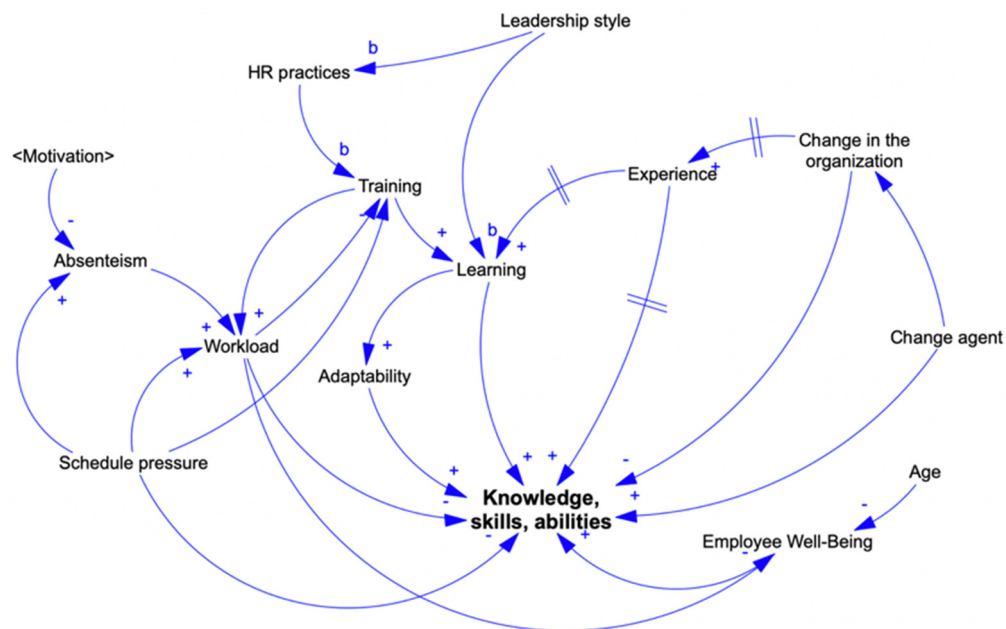 Leadership style
b
HR practices
b
<Motivation>
-
Training
-
Change in the
organization
+
Experience
+
b
+
Absenteism
+
Learning
+
+
Workload
+
+
Adaptability
Change agent
Schedule pressure
+
+
+
-
+
-
Knowledge,
skills, abilities
-
+
Age
-
Employee Well-Being
-